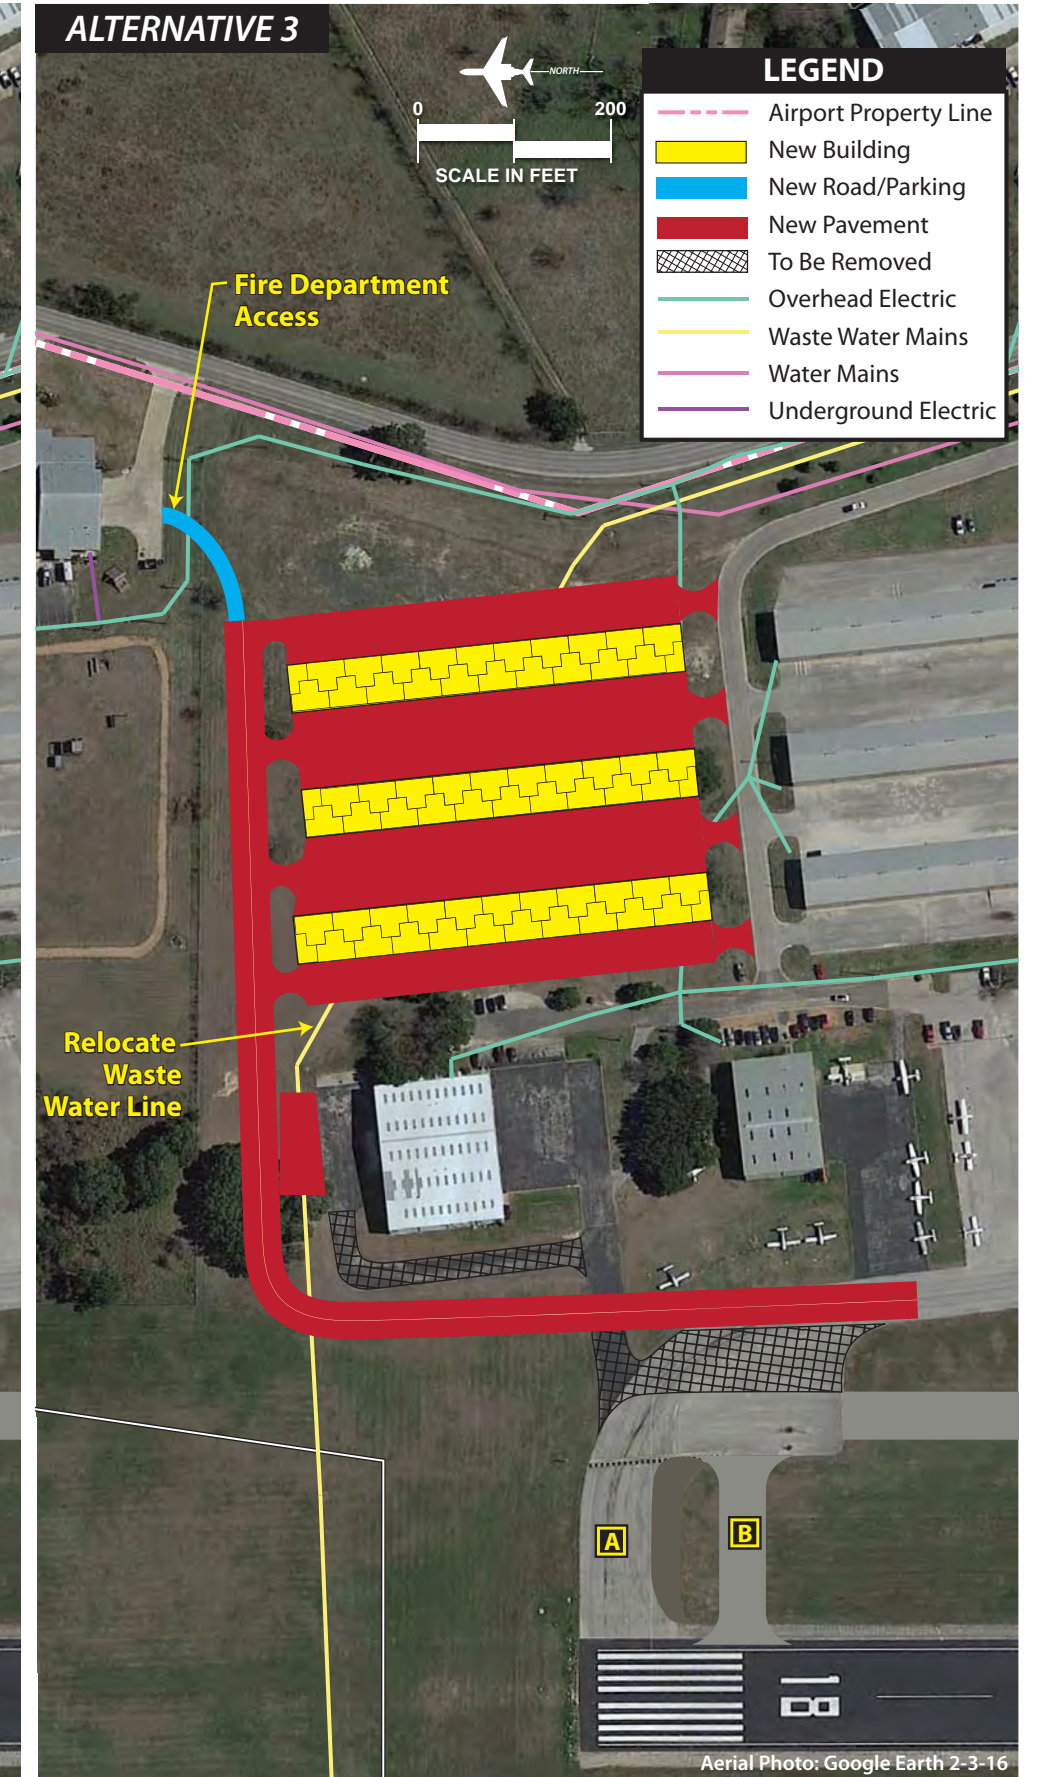 ALTERNATIVE 3
NORTH
0 200
SCALE IN FEET
LEGEND
Airport Property Line
New Building
New Road/Parking
New Pavement
To Be Removed
Overhead Electric
Waste Water Mains
Water Mains
Underground Electric
Fire Department
Access
Relocate
Waste
Water Line
A
B
18
Aerial Photo: Google Earth 2-3-16